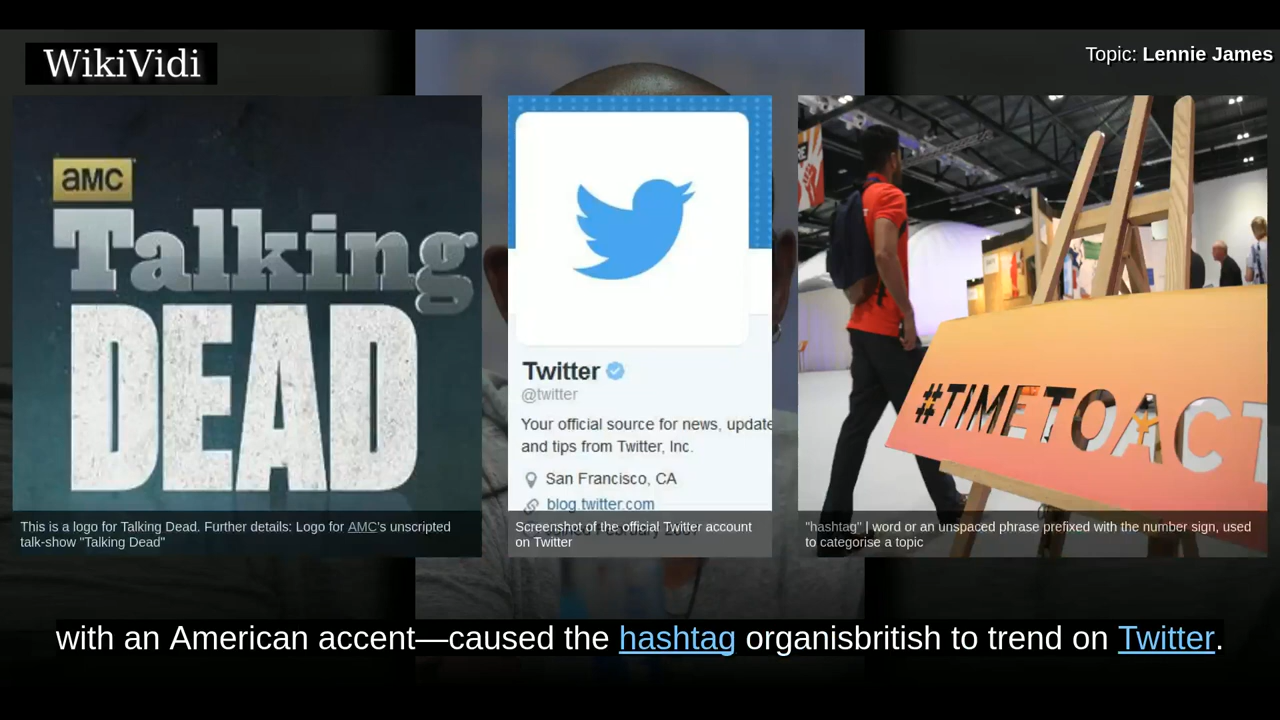 WikiVidi
Topic: Lennie James
AMC
Talking
DEAD
This is a logo for Talking Dead. Further details: Logo for AMC's unscripted
talk-show "Talking Dead"
Twitter
@twitter
Your official source for news, update
and tips from Twitter, Inc.
San Francisco, CA
blog.twitter.com
Screenshot of the official Twitter account
on Twitter
#TIMETOACT
"hashtag" | word or an unspaced phrase prefixed with the number sign, used
to categorise a topic
with an American accent—caused the hashtag organisbritish to trend on Twitter.